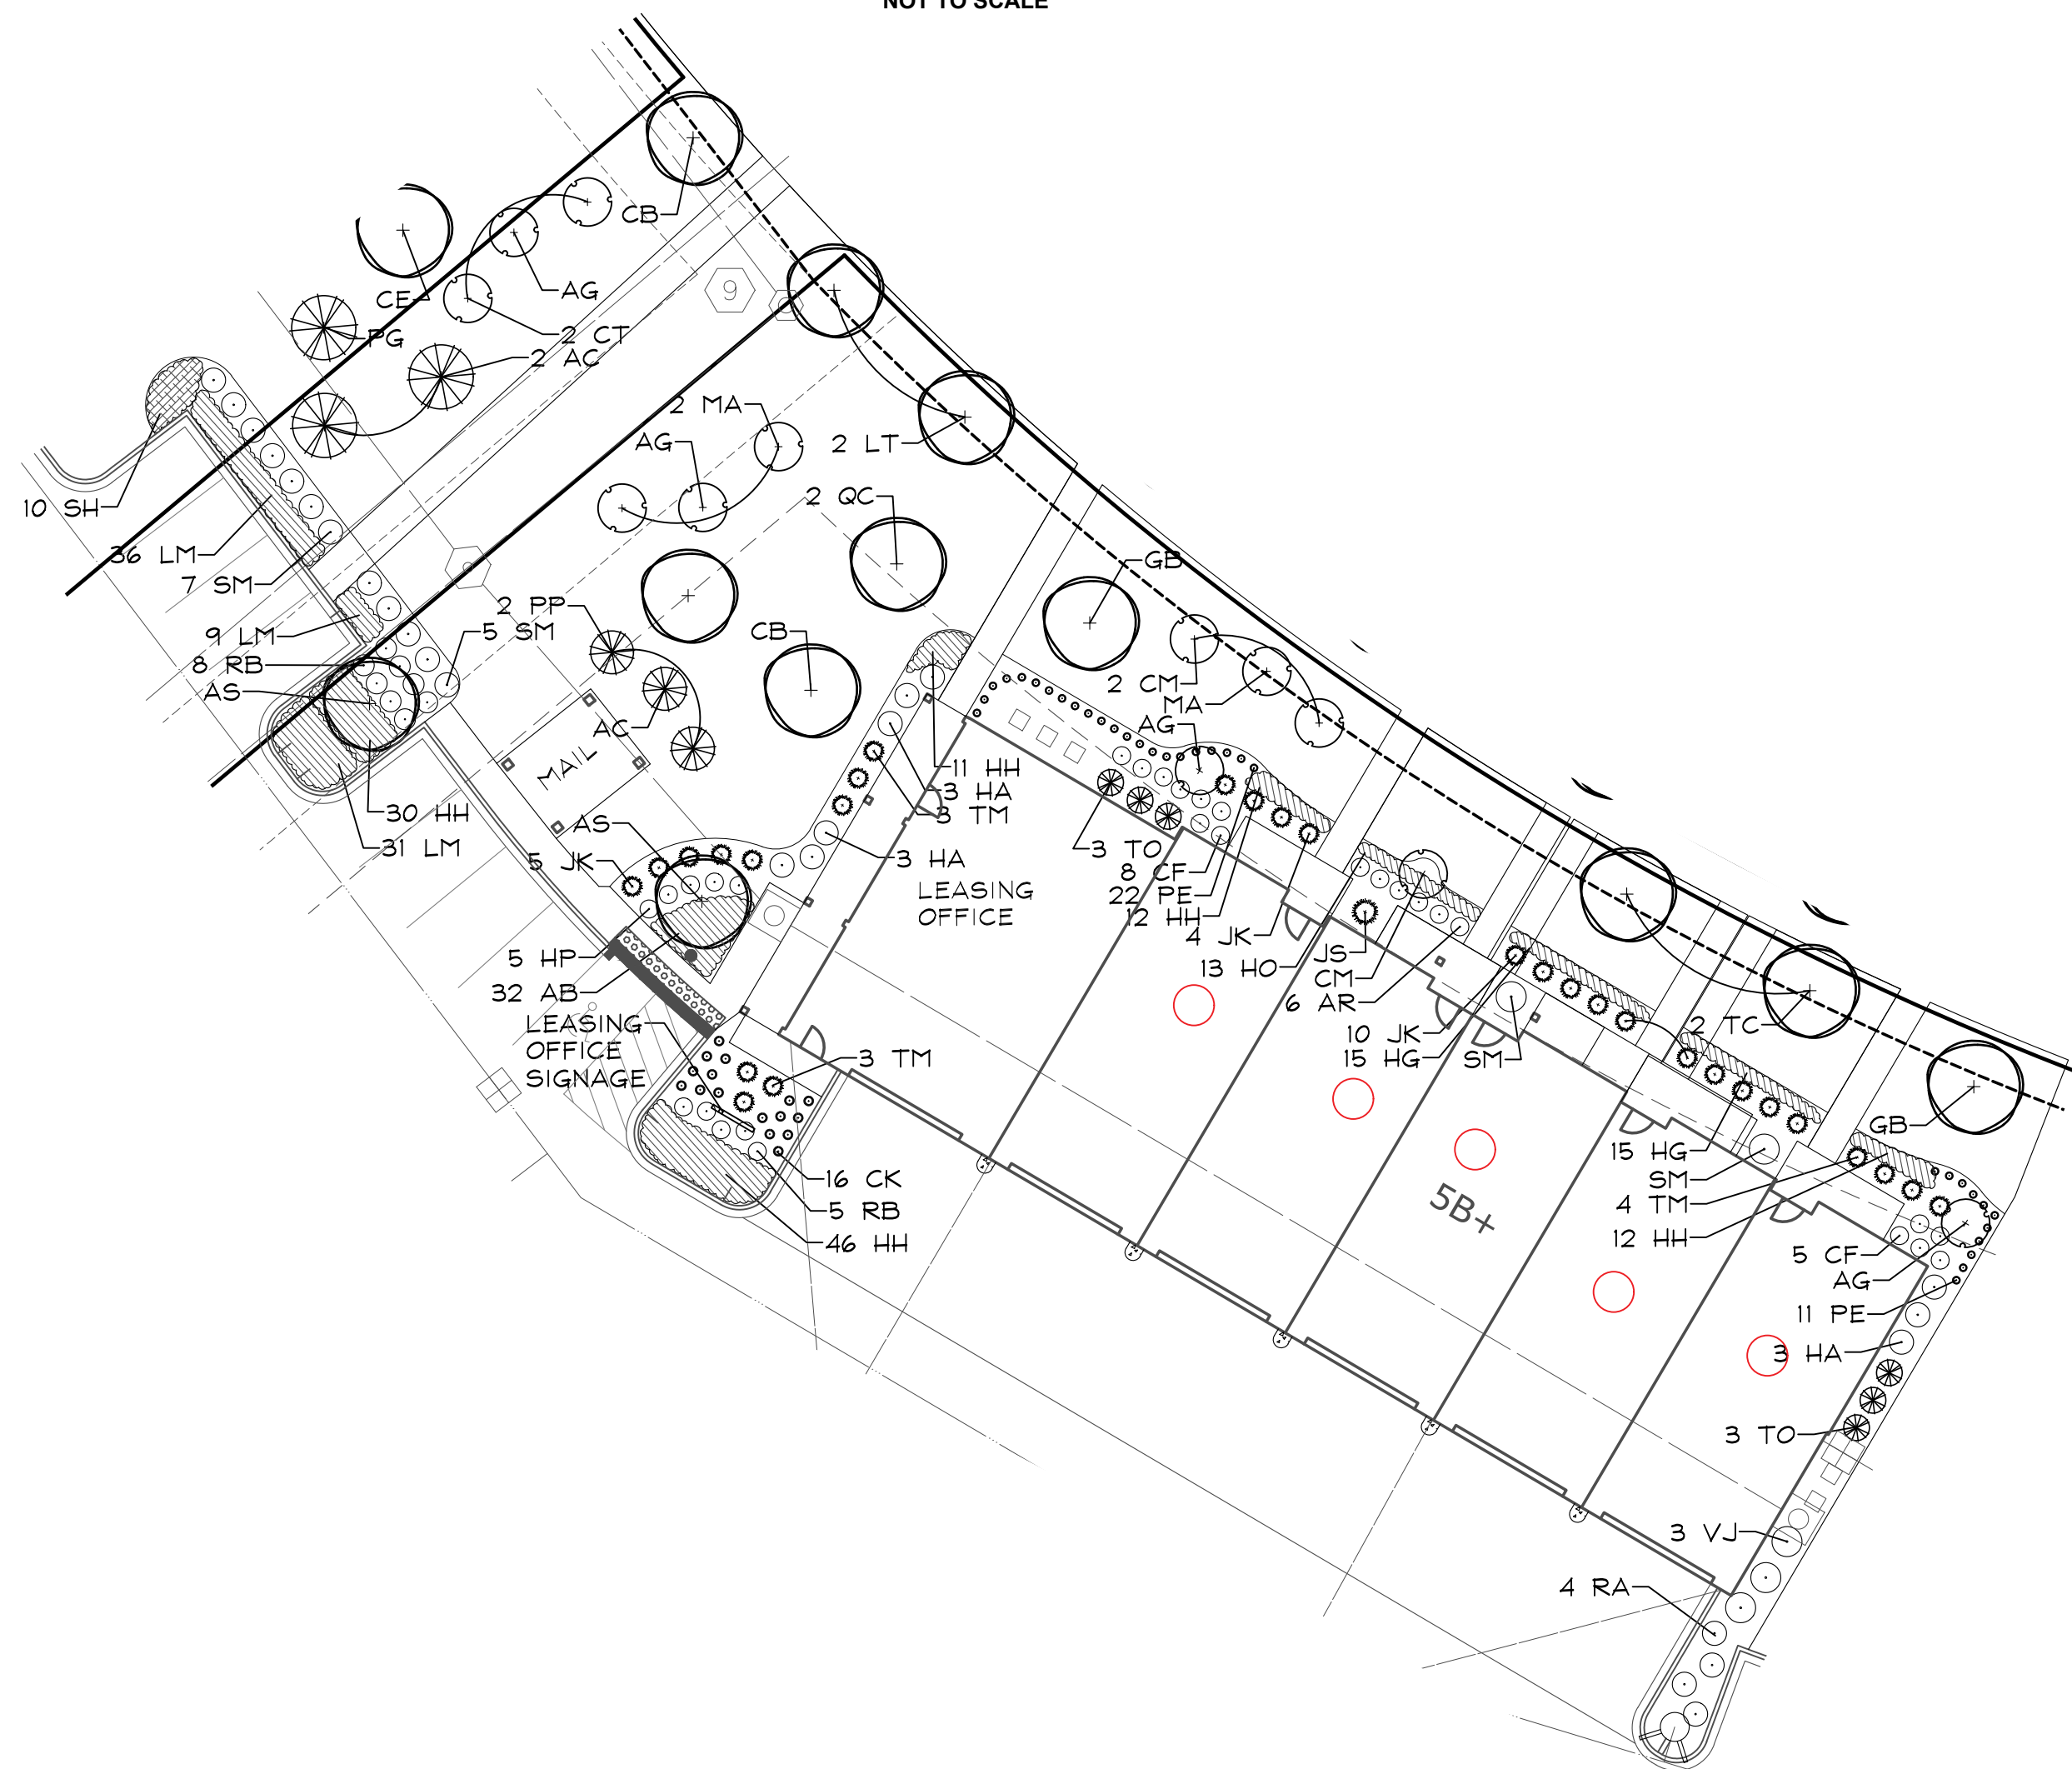 NOT TO SCALE
CB
CE
AG
PG
2 CT
2 AC
9
10 SH
36 LM
7 SM
9 LM
8 RB
AS
5 SM
30 HH
31 LM
2 MA
AG
2 LT
2 QC
2 PP
CB
AC
MAIL
GB
2 CM
MA
AG
11 HH
3 HA
3 TM
AS
5 JK
3 HA
LEASING
OFFICE
5 HP
32 AB
LEASING
OFFICE
SIGNAGE
3 TM
16 CK
5 RB
46 HH
3 TO
8 CF
22 PE
12 HH
4 JK
13 HO
JS
CM
6 AR
10 JK
15 HG
SM
2 TC
GB
15 HG
SM
4 TM
12 HH
5B+
5 CF
AG
11 PE
3 HA
3 TO
3 VJ
4 RA